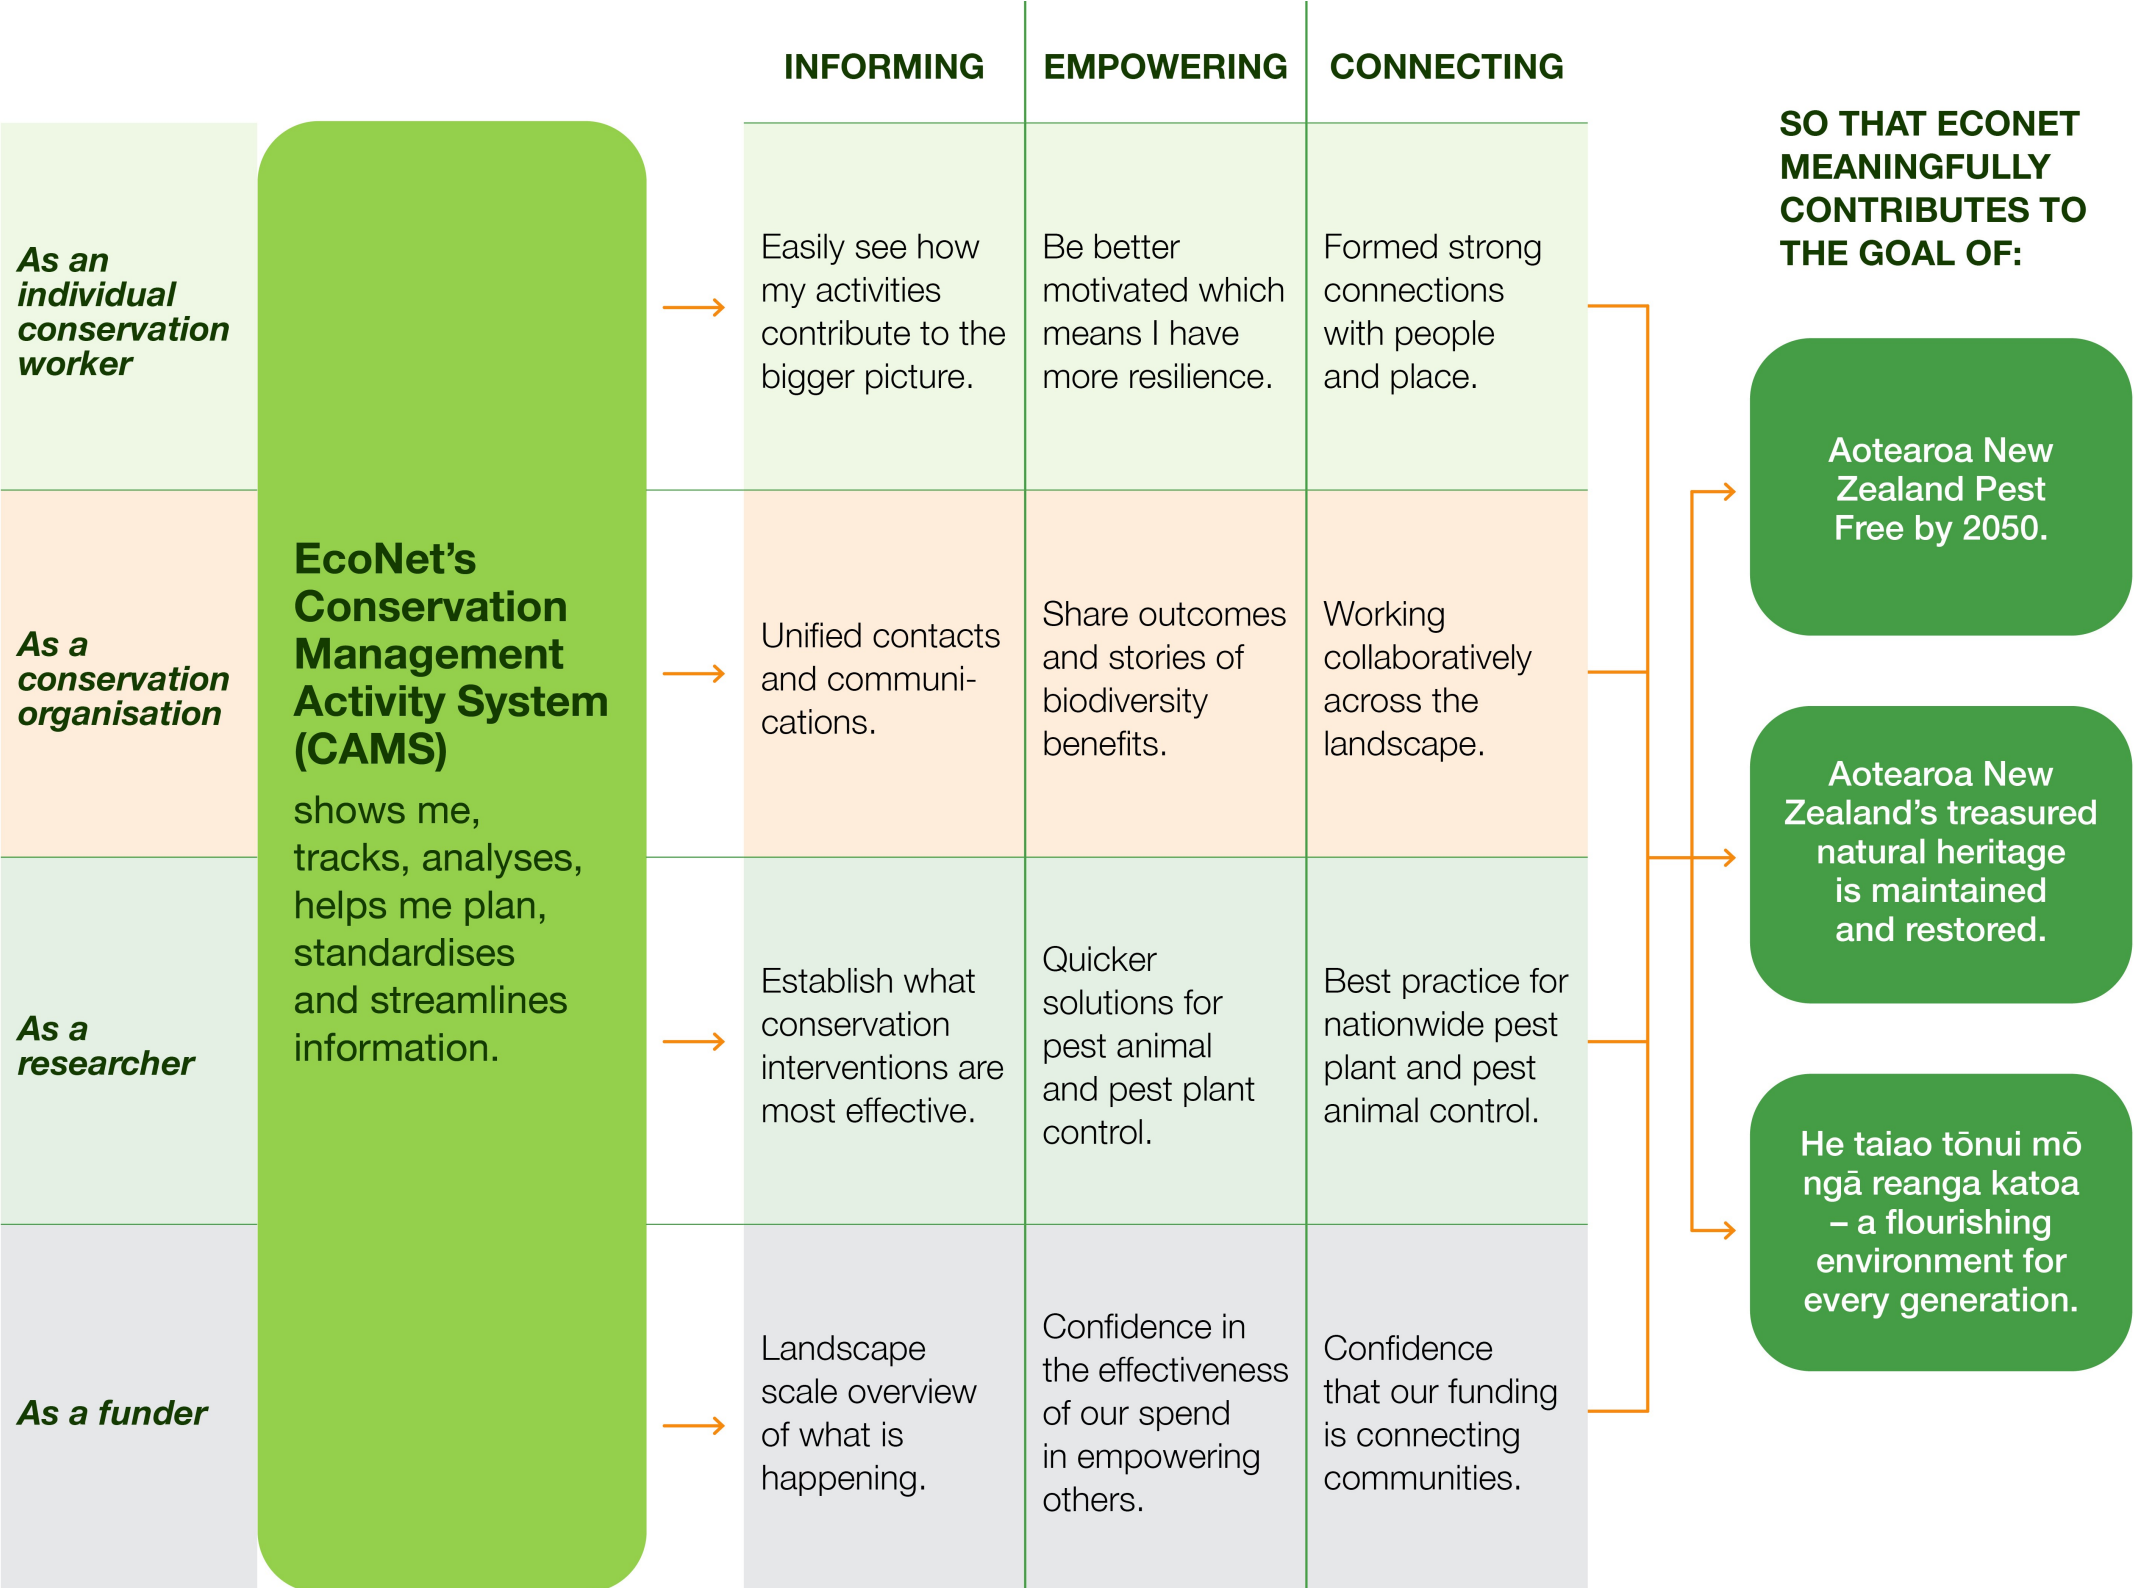 INFORMING
EMPOWERING
CONNECTING
As an
individual
conservation
worker
As a
conservation
organisation
As a
researcher
As a funder
EcoNet’s
Conservation
Management
Activity System
(CAMS)
shows me,
tracks, analyses,
helps me plan,
standardises
and streamlines
information.
Easily see how
my activities
contribute to the
bigger picture.
Be better
motivated which
means I have
more resilience.
Formed strong
connections
with people
and place.
Unified contacts
and communi-
cations.
Share outcomes
and stories of
biodiversity
benefits.
Working
collaboratively
across the
landscape.
Establish what
conservation
interventions are
most effective.
Quicker
solutions for
pest animal
and pest plant
control.
Best practice for
nationwide pest
plant and pest
animal control.
Landscape
scale overview
of what is
happening.
Confidence in
the effectiveness
of our spend
in empowering
others.
Confidence
that our funding
is connecting
communities.
SO THAT ECONET
MEANINGFULLY
CONTRIBUTES TO
THE GOAL OF:
Aotearoa New
Zealand Pest
Free by 2050.
Aotearoa New
Zealand’s treasured
natural heritage
is maintained
and restored.
He taiao tōnui mō
ngā reanga katoa
– a flourishing
environment for
every generation.